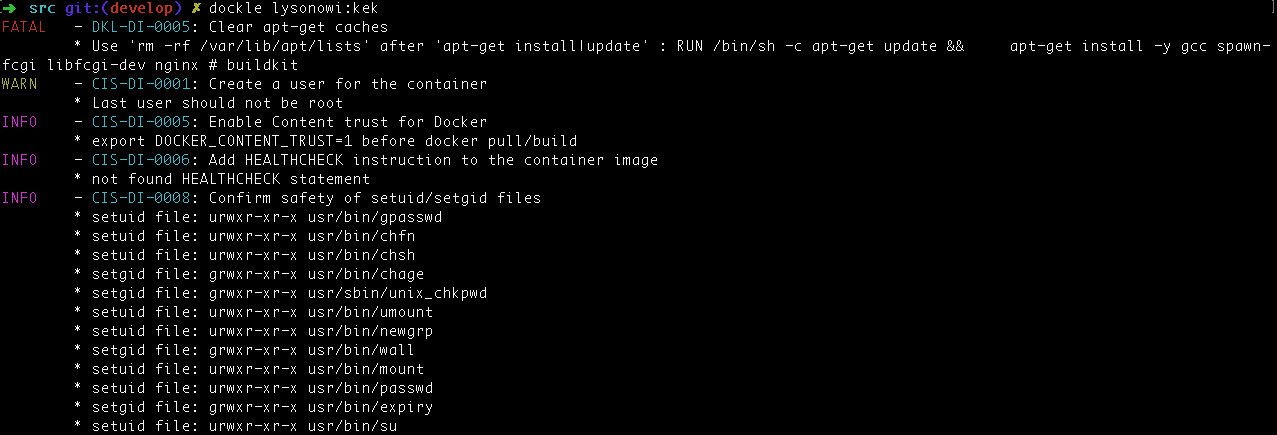 ➜ src git:(develop) ✗ dockle lysonowi:kek
FATAL - DKL-DI-0005: Clear apt-get caches
* Use 'rm -rf /var/lib/apt/lists' after 'apt-get install|update' : RUN /bin/sh -c apt-get update && apt-get install -y gcc spawn-
fcgi libfcgi-dev nginx # buildkit
WARN - CIS-DI-0001: Create a user for the container
* Last user should not be root
INFO - CIS-DI-0005: Enable Content trust for Docker
* export DOCKER_CONTENT_TRUST=1 before docker pull/build
INFO - CIS-DI-0006: Add HEALTHCHECK instruction to the container image
* not found HEALTHCHECK statement
INFO - CIS-DI-0008: Confirm safety of setuid/setgid files
* setuid file: urwxr-xr-x usr/bin/gpasswd
* setuid file: urwxr-xr-x usr/bin/chfn
* setuid file: urwxr-xr-x usr/bin/chsh
* setgid file: grwxr-xr-x usr/bin/chage
* setgid file: grwxr-xr-x usr/sbin/unix_chkpwd
* setuid file: urwxr-xr-x usr/bin/umount
* setuid file: urwxr-xr-x usr/bin/newgrp
* setgid file: grwxr-xr-x usr/bin/wall
* setuid file: urwxr-xr-x usr/bin/mount
* setuid file: urwxr-xr-x usr/bin/passwd
* setgid file: grwxr-xr-x usr/bin/expiry
* setuid file: urwxr-xr-x usr/bin/su